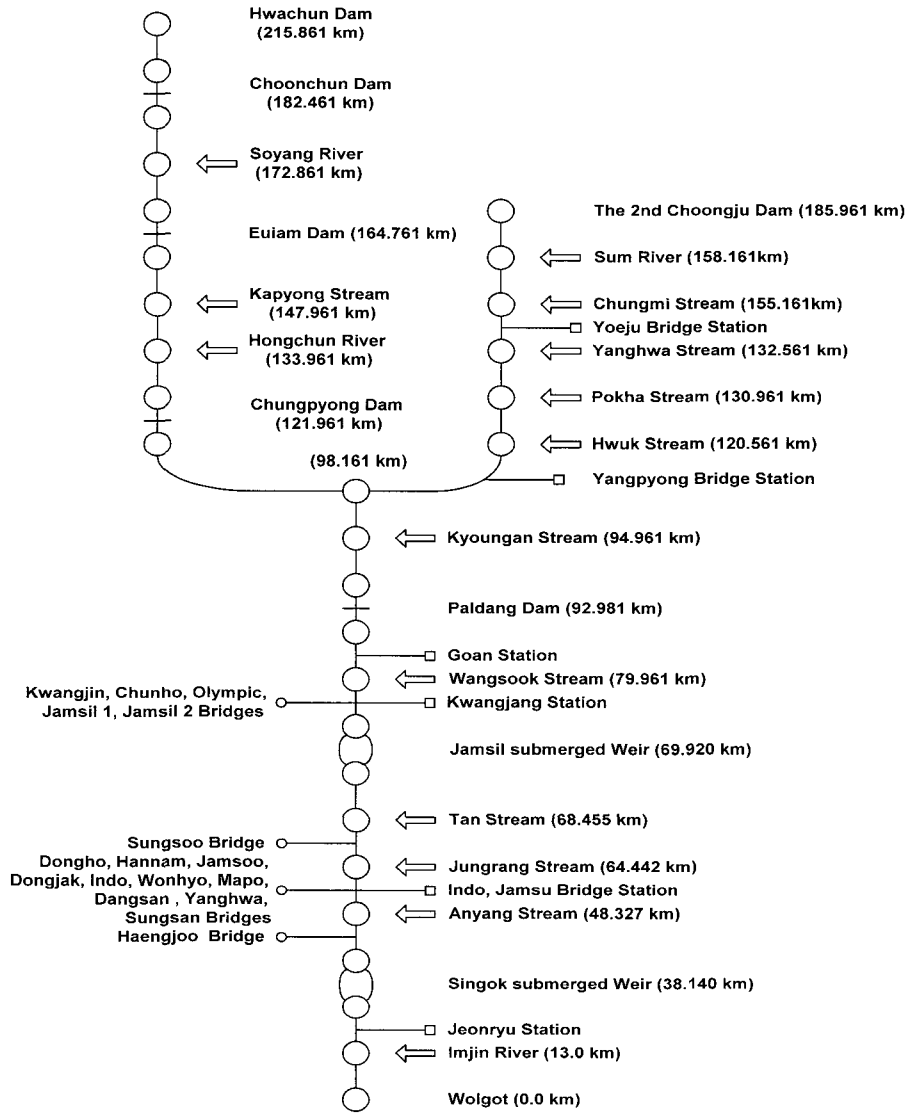 Hwachun Dam
(215.861 km)
Choonchun Dam
(182.461 km)
Soyang River
(172.861 km)
Euiam Dam (164.761 km)
Kapyong Stream
(147.961 km)
Hongchun River
(133.961 km)
Chungpyong Dam
(121.961 km)
(98.161 km)
The 2nd Choongju Dam (185.961 km)
Sum River (158.161km)
Chungmi Stream (155.161km)
Yoeju Bridge Station
Yanghwa Stream (132.561 km)
Pokha Stream (130.961 km)
Hwuk Stream (120.561 km)
Yangpyong Bridge Station
Kyoungan Stream (94.961 km)
Paldang Dam (92.981 km)
Goan Station
Wangsook Stream (79.961 km)
Kwangjin, Chunho, Olympic,
Jamsil 1, Jamsil 2 Bridges
Kwangjang Station
Jamsil submerged Weir (69.920 km)
Tan Stream (68.455 km)
Sungsoo Bridge
Jungrang Stream (64.442 km)
Dongho, Hannam, Jamsoo,
Dongjak, Indo, Wonhyo, Mapo,
Dangsan , Yanghwa,
Sungsan Bridges
Indo, Jamsu Bridge Station
Anyang Stream (48.327 km)
Haengjoo Bridge
Singok submerged Weir (38.140 km)
Jeonryu Station
Imjin River (13.0 km)
Wolgot (0.0 km)